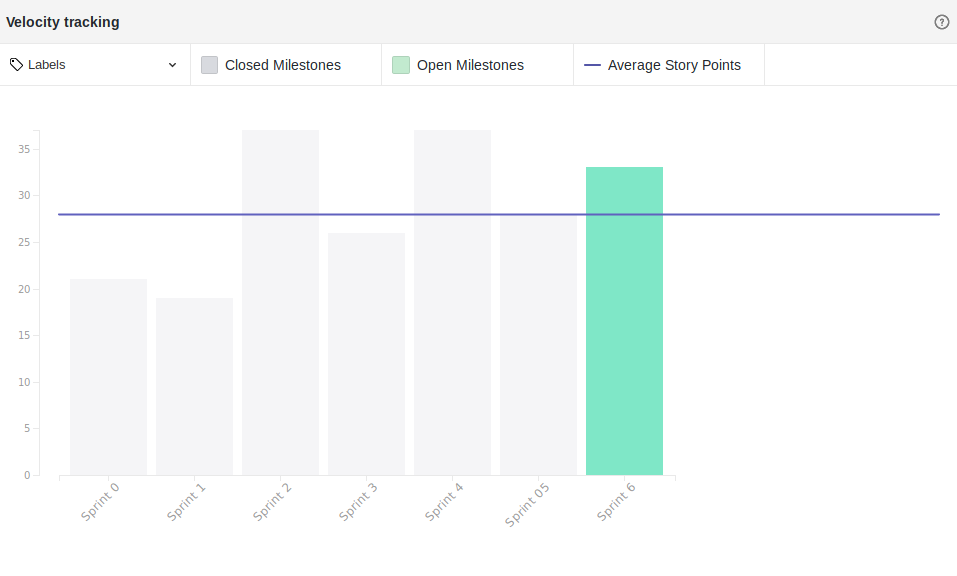 Velocity tracking
Labels
Closed Milestones
Open Milestones
Average Story Points
35
30
25
20
15
10
5
0
Sprint 0
Sprint 1
Sprint 2
Sprint 3
Sprint 4
Sprint 05
Sprint 6